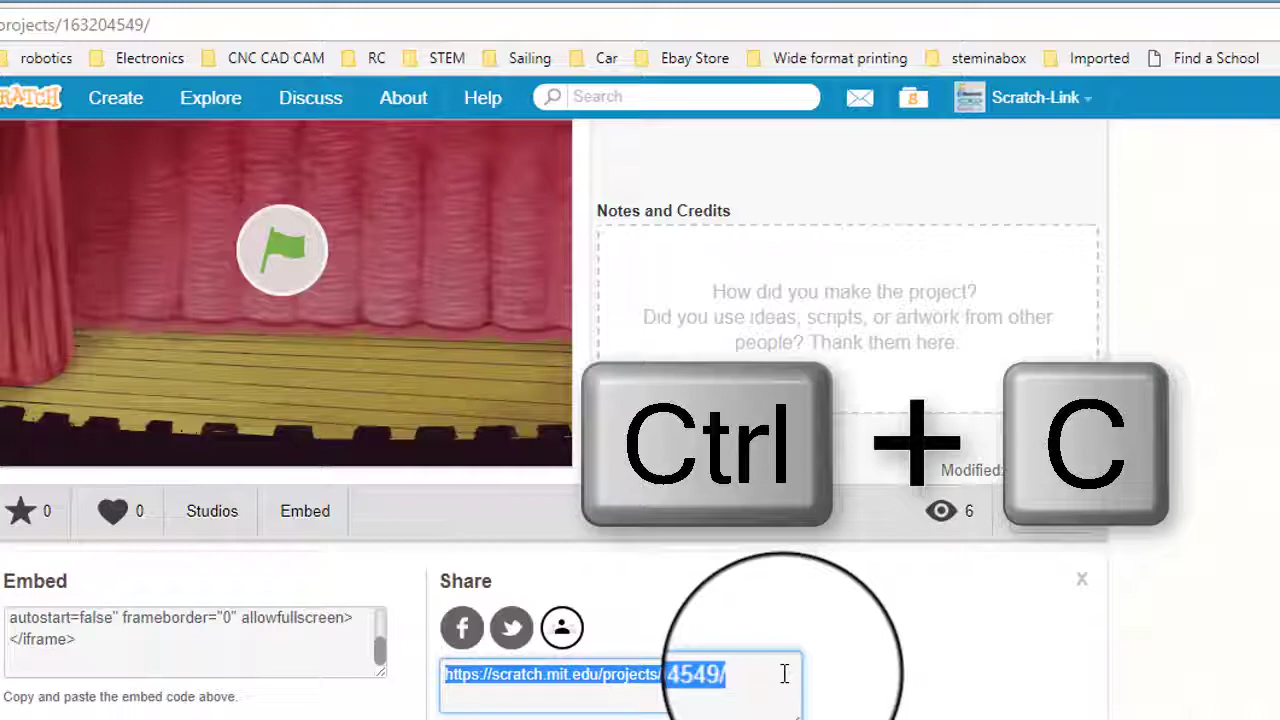 projects/163204549/
robotics Electronics CNC CAD CAM RC STEM Sailing Car Ebay Store Wide format printing steminabox Imported Find a School
Create Explore Discuss About Help Search Scratch-Link
Notes and Credits
How did you make the project?
Did you use ideas, scripts, or artwork from other
people? Thank them here.
Ctrl + C
Modified:
0 0 Studios Embed 6
Embed
autostart=false" frameborder="0" allowfullscreen>
</iframe>
Copy and paste the embed code above.
Share
x
https://scratch.mit.edu/projects/ 4549/